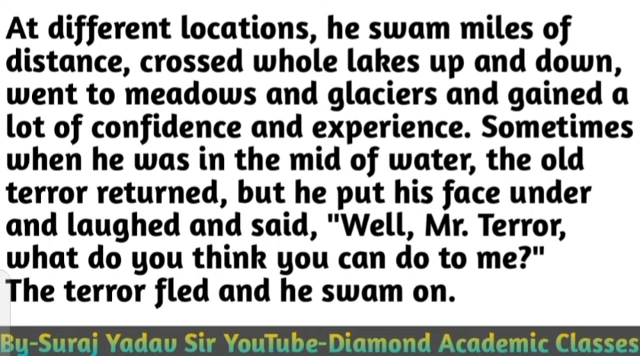 At different locations, he swam miles of
distance, crossed whole lakes up and down,
went to meadows and glaciers and gained a
lot of confidence and experience. Sometimes
when he was in the mid of water, the old
terror returned, but he put his face under
and laughed and said, "Well, Mr. Terror,
what do you think you can do to me?"
The terror fled and he swam on.
By-Suraj Yadav Sir YouTube-Diamond Academic Classes